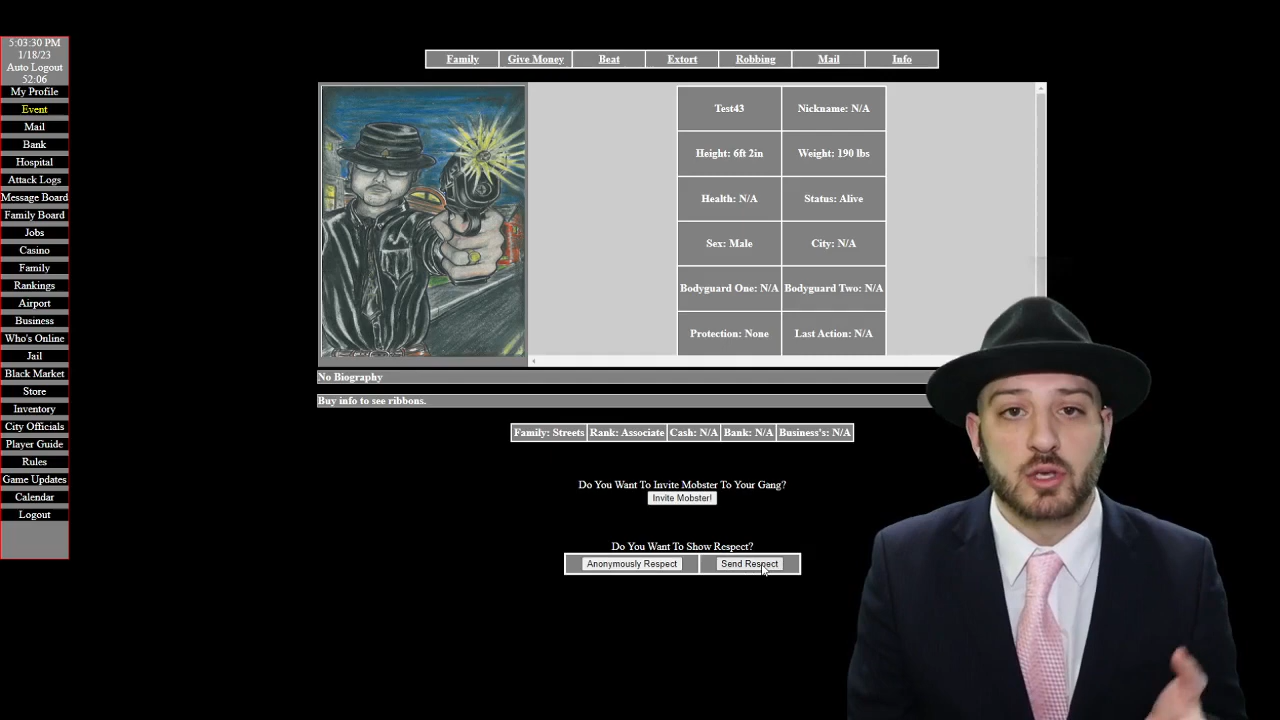 5:03:30 PM
1/18/23
Auto Logout
52:06
My Profile
Event
Mail
Bank
Hospital
Attack Logs
Message Board
Family Board
Jobs
Casino
Family
Rankings
Airport
Business
Who's Online
Jail
Black Market
Store
Inventory
City Officials
Player Guide
Rules
Game Updates
Calendar
Logout
Family Give Money Beat Extort Robbing Mail Info
Test43 Nickname: N/A
Height: 6ft 2in Weight: 190 lbs
Health: N/A Status: Alive
Sex: Male City: N/A
Bodyguard One: N/A Bodyguard Two: N/A
Protection: None Last Action: N/A
No Biography
Buy info to see ribbons.
Family: Streets Rank: Associate Cash: N/A Bank: N/A Business's: N/A
Do You Want To Invite Mobster To Your Gang?
Invite Mobster!
Do You Want To Show Respect?
Anonymously Respect Send Respect